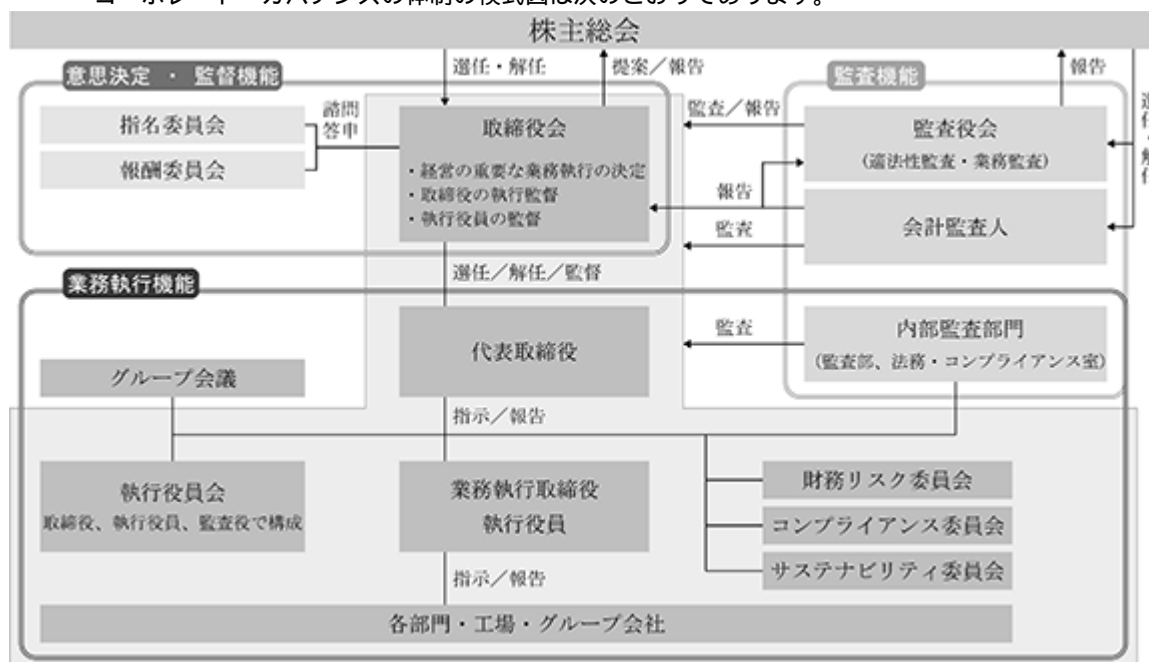 コーポレート・ガバナンスの体制の模式図は次のとおりであります。
株主総会
選任・解任
提案／報告
報告
選任・解任
意思決定 ・ 監督機能
監査機能
指名委員会
報酬委員会
諮問
答申
取締役会
・経営の重要な業務執行の決定
・取締役の執行監督
・執行役員の監督
監査／報告
報告
監査
監査役会
(適法性監査・業務監査)
会計監査人
選任／解任／監督
業務執行機能
代表取締役
監査
内部監査部門
(監査部、法務・コンプライアンス室)
グループ会議
指示／報告
執行役員会
取締役、執行役員、監査役で構成
業務執行取締役
執行役員
財務リスク委員会
コンプライアンス委員会
サステナビリティ委員会
指示／報告
各部門・工場・グループ会社